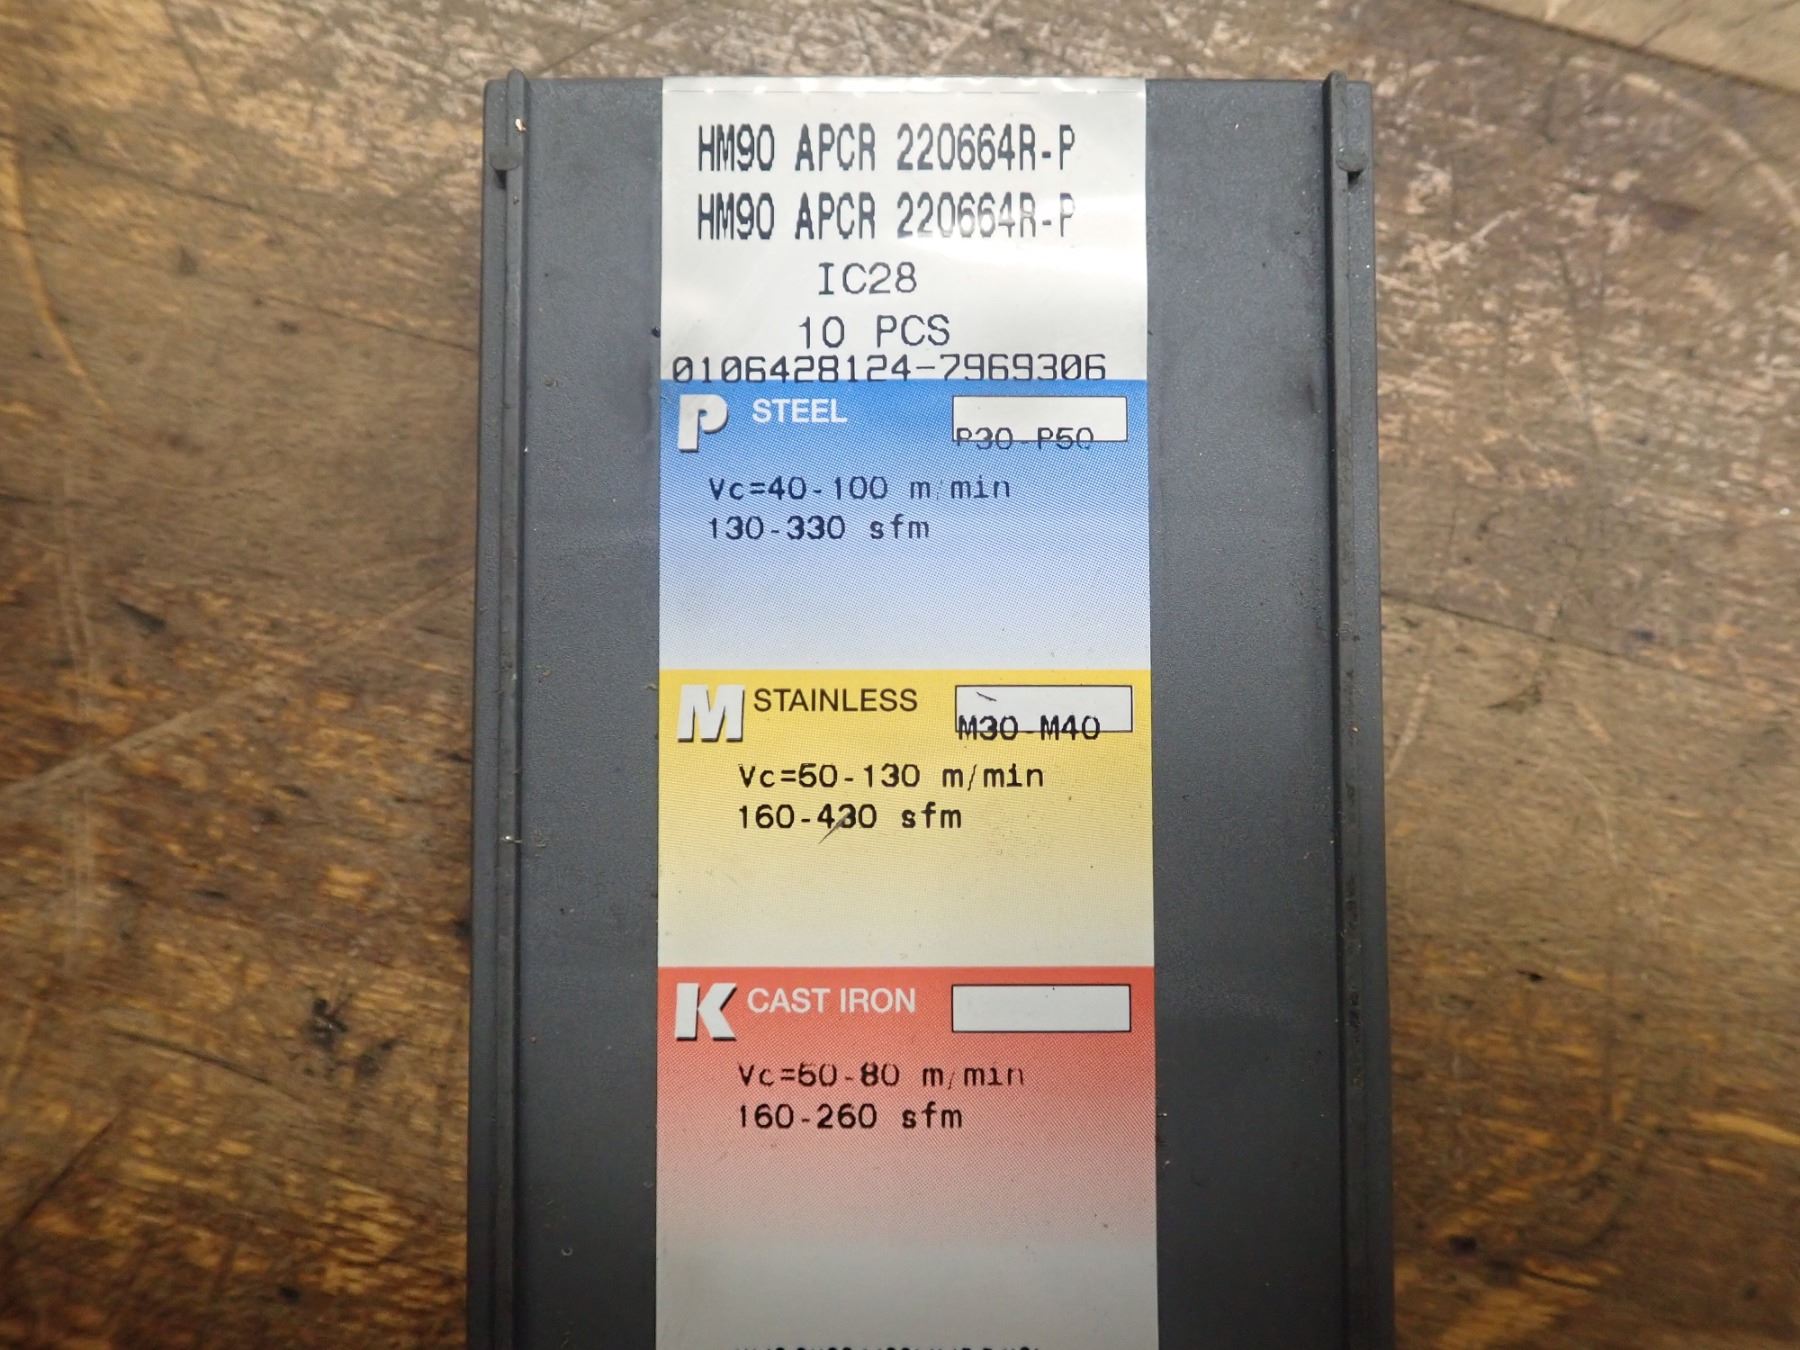 HM90 APCR 220664R-P
HM90 APCR 220664R-P
IC28
10 PCS
0106428124-7969306
P STEEL P30-P50
Vc=40-100 m/min
130-330 sfm
M STAINLESS M30-M40
Vc=50-130 m/min
160-430 sfm
K CAST IRON
Vc=50-80 m/min
160-260 sfm